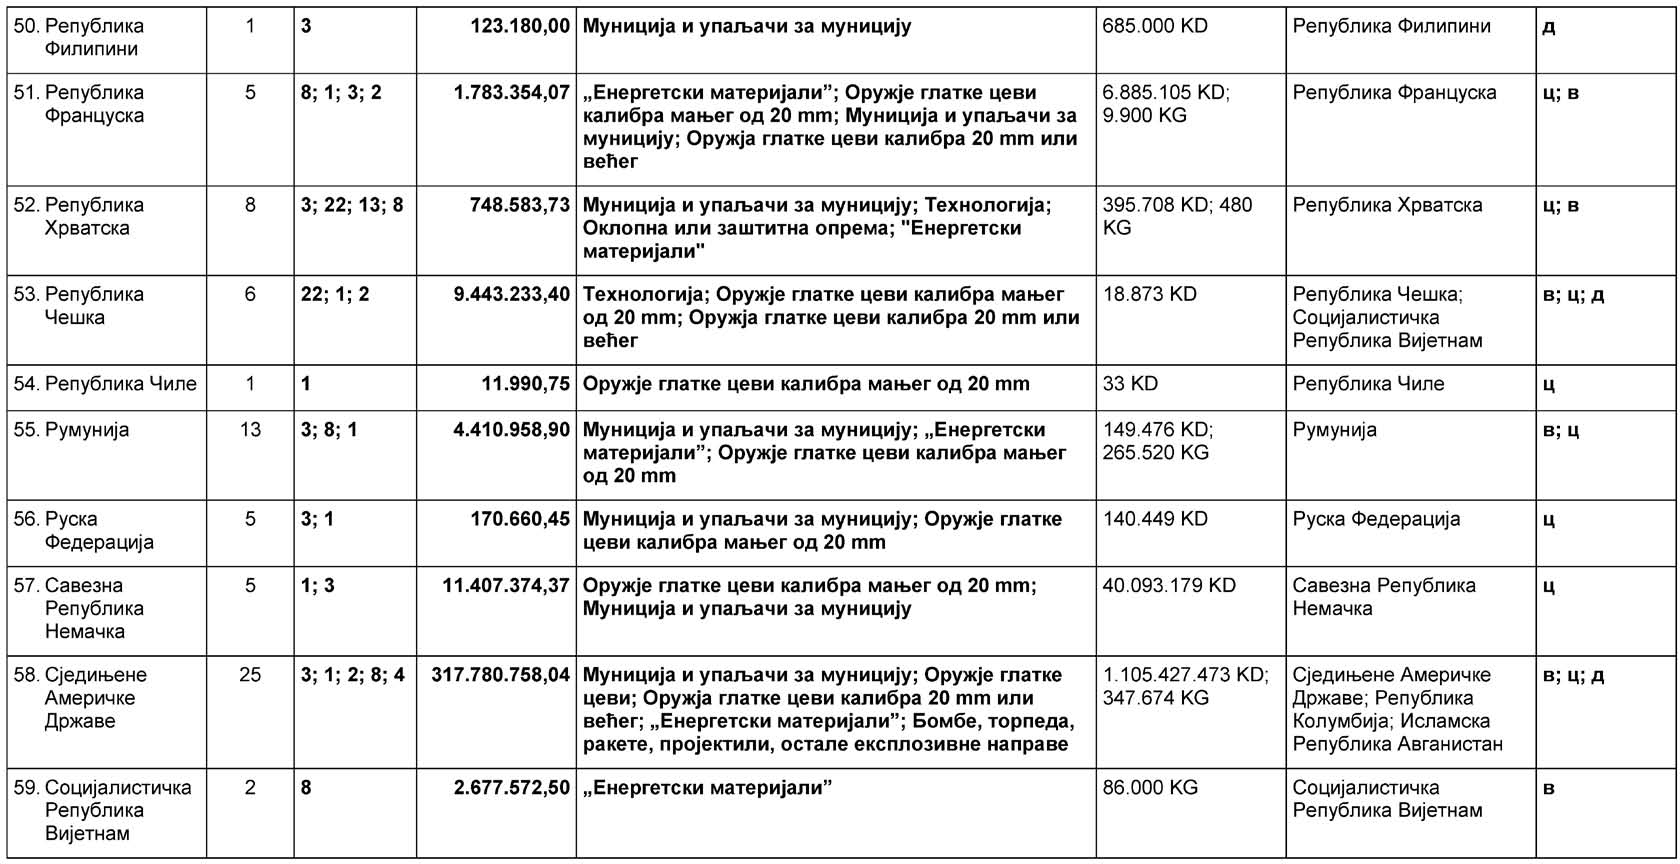 50. Република Филипини 1 3 123.180,00 Муниција и упаљачи за муницију 685.000 KD Република Филипини д
51. Република Француска 5 8; 1; 3; 2 1.783.354,07 „Енергетски материјали”; Оружје глатке цеви калибра мањег од 20 mm; Муниција и упаљачи за муницију; Оружја глатке цеви калибра 20 mm или већег 6.885.105 KD; 9.900 KG Република Француска ц; в
52. Република Хрватска 8 3; 22; 13; 8 748.583,73 Муниција и упаљачи за муницију; Технологија; Оклопна или заштитна опрема; "Енергетски материјали" 395.708 KD; 480 KG Република Хрватска ц; в
53. Република Чешка 6 22; 1; 2 9.443.233,40 Технологија; Оружје глатке цеви калибра мањег од 20 mm; Оружја глатке цеви калибра 20 mm или већег 18.873 KD Република Чешка; Социјалистичка Република Вијетнам в; ц; д
54. Република Чиле 1 1 11.990,75 Оружје глатке цеви калибра мањег од 20 mm 33 KD Република Чиле ц
55. Румунија 13 3; 8; 1 4.410.958,90 Муниција и упаљачи за муницију; „Енергетски материјали”; Оружје глатке цеви калибра мањег од 20 mm 149.476 KD; 265.520 KG Румунија в; ц
56. Руска Федерација 5 3; 1 170.660,45 Муниција и упаљачи за муницију; Оружје глатке цеви калибра мањег од 20 mm 140.449 KD Руска Федерација ц
57. Савезна Република Немачка 5 1; 3 11.407.374,37 Оружје глатке цеви калибра мањег од 20 mm; Муниција и упаљачи за муницију 40.093.179 KD Савезна Република Немачка ц
58. Сједињене Америчке Државе 25 3; 1; 2; 8; 4 317.780.758,04 Муниција и упаљачи за муницију; Оружје глатке цеви; Оружја глатке цеви калибра 20 mm или већег; „Енергетски материјали”; Бомбе, торпеда, ракете, пројектили, остале експлозивне направе 1.105.427.473 KD; 347.674 KG Сједињене Америчке Државе; Република Колумбија; Исламска Република Авганистан в; ц; д
59. Социјалистичка Република Вијетнам 2 8 2.677.572,50 „Енергетски материјали” 86.000 KG Социјалистичка Република Вијетнам в